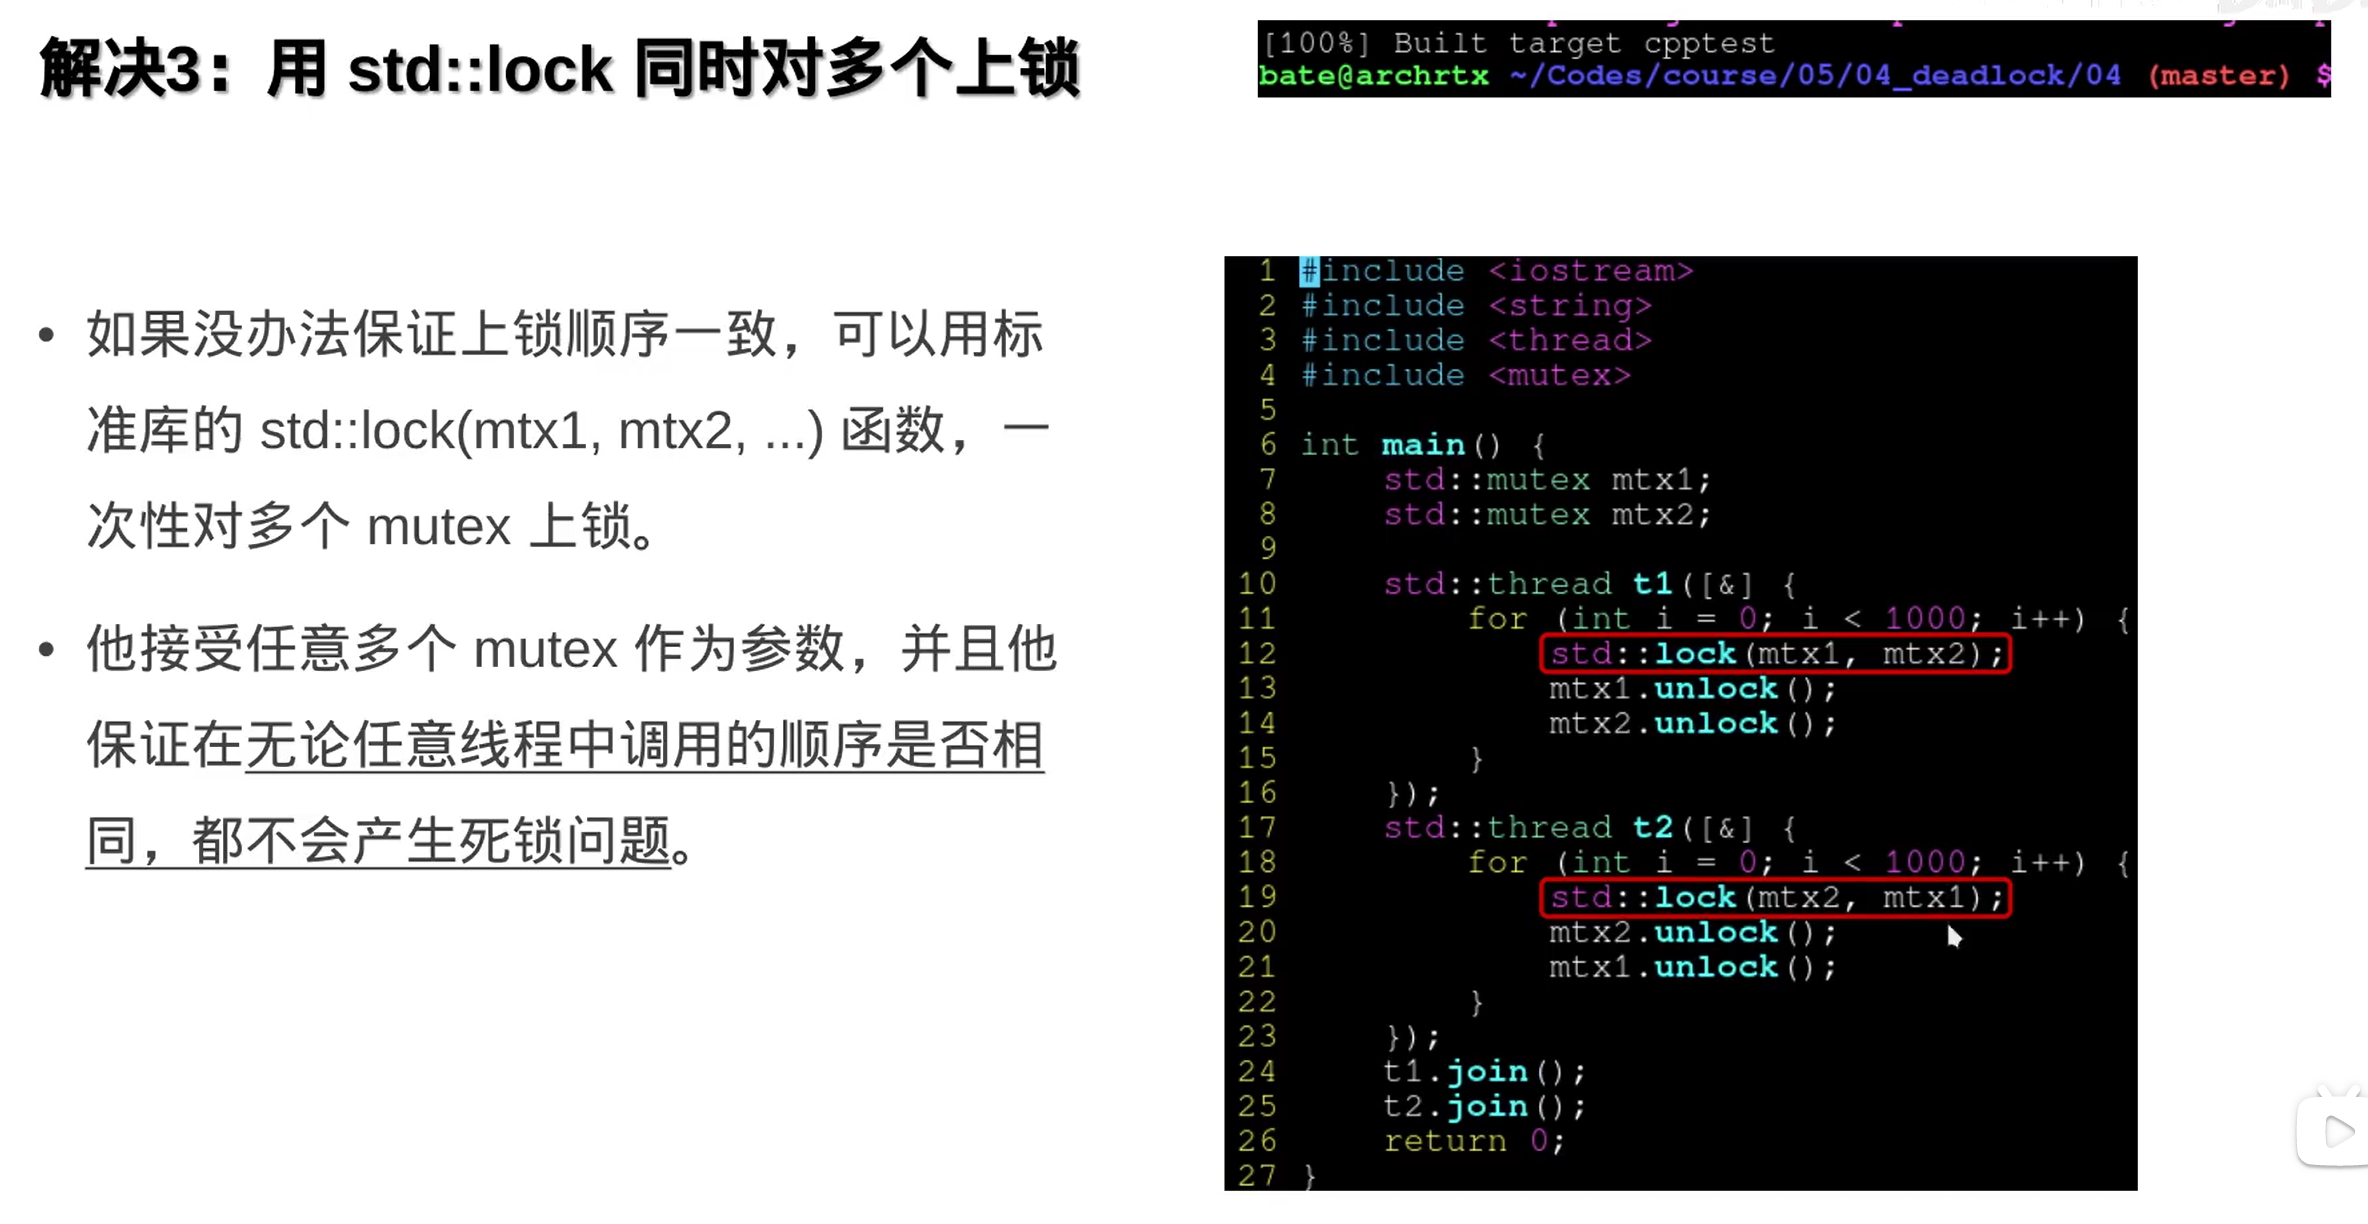 解决3：用 std::lock 同时对多个上锁
[100%] Built target cpptest
bate@archrtx ~/Codes/course/05/04_deadlock/04 (master) $
• 如果没办法保证上锁顺序一致，可以用标
准库的 std::lock(mtx1, mtx2, ...) 函数，一
次性对多个 mutex 上锁。
• 他接受任意多个 mutex 作为参数，并且他
保证在无论任意线程中调用的顺序是否相
同，都不会产生死锁问题。
1 #include <iostream>
2 #include <string>
3 #include <thread>
4 #include <mutex>
5
6 int main() {
7 std::mutex mtx1;
8 std::mutex mtx2;
9
10 std::thread t1([&] {
11 for (int i = 0; i < 1000; i++) {
12 std::lock(mtx1, mtx2);
13 mtx1.unlock();
14 mtx2.unlock();
15 }
16 });
17 std::thread t2([&] {
18 for (int i = 0; i < 1000; i++) {
19 std::lock(mtx2, mtx1);
20 mtx2.unlock();
21 mtx1.unlock();
22 }
23 });
24 t1.join();
25 t2.join();
26 return 0;
27 }